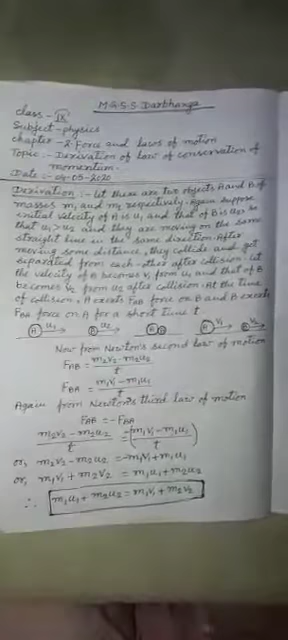 M.G.S.S Darbhanga
Class - IX
Subject - physics
Chapter - 2 Force and laws of motion
Topic - Derivation of law of conservation of
momentum.
Date : - 04-05-2020
Derivation :- Let there are two objects A and B of
masses m₁ and m₂ respectively. Again suppose
initial velocity of A is u₁ and that of B is u₂, so
that u₁ > u₂ and they are moving on the same
straight line in the same direction. After
moving some distance, they collide and get
separated from each other after collision. Let
the velocity of A becomes v₁ from u₁ and that of B
becomes v₂ from u₂ after collision. At the time
of collision, A exerts FAB force on B and B exerts
FBA force on A for a short time t
A u₁ B u₂ A B A v₁ B v₂
Now from Newton's second law of motion
FAB = m₂v₂ - m₂u₂ / t
FBA = m₁v₁ - m₁u₁ / t
Again from Newton's third law of motion
FAB = -FBA
m₂v₂ - m₂u₂ / t = -(m₁v₁ - m₁u₁ / t)
or, m₂v₂ - m₂u₂ = -m₁v₁ + m₁u₁
or, m₁v₁ + m₂v₂ = m₁u₁ + m₂u₂
∴ m₁u₁ + m₂u₂ = m₁v₁ + m₂v₂